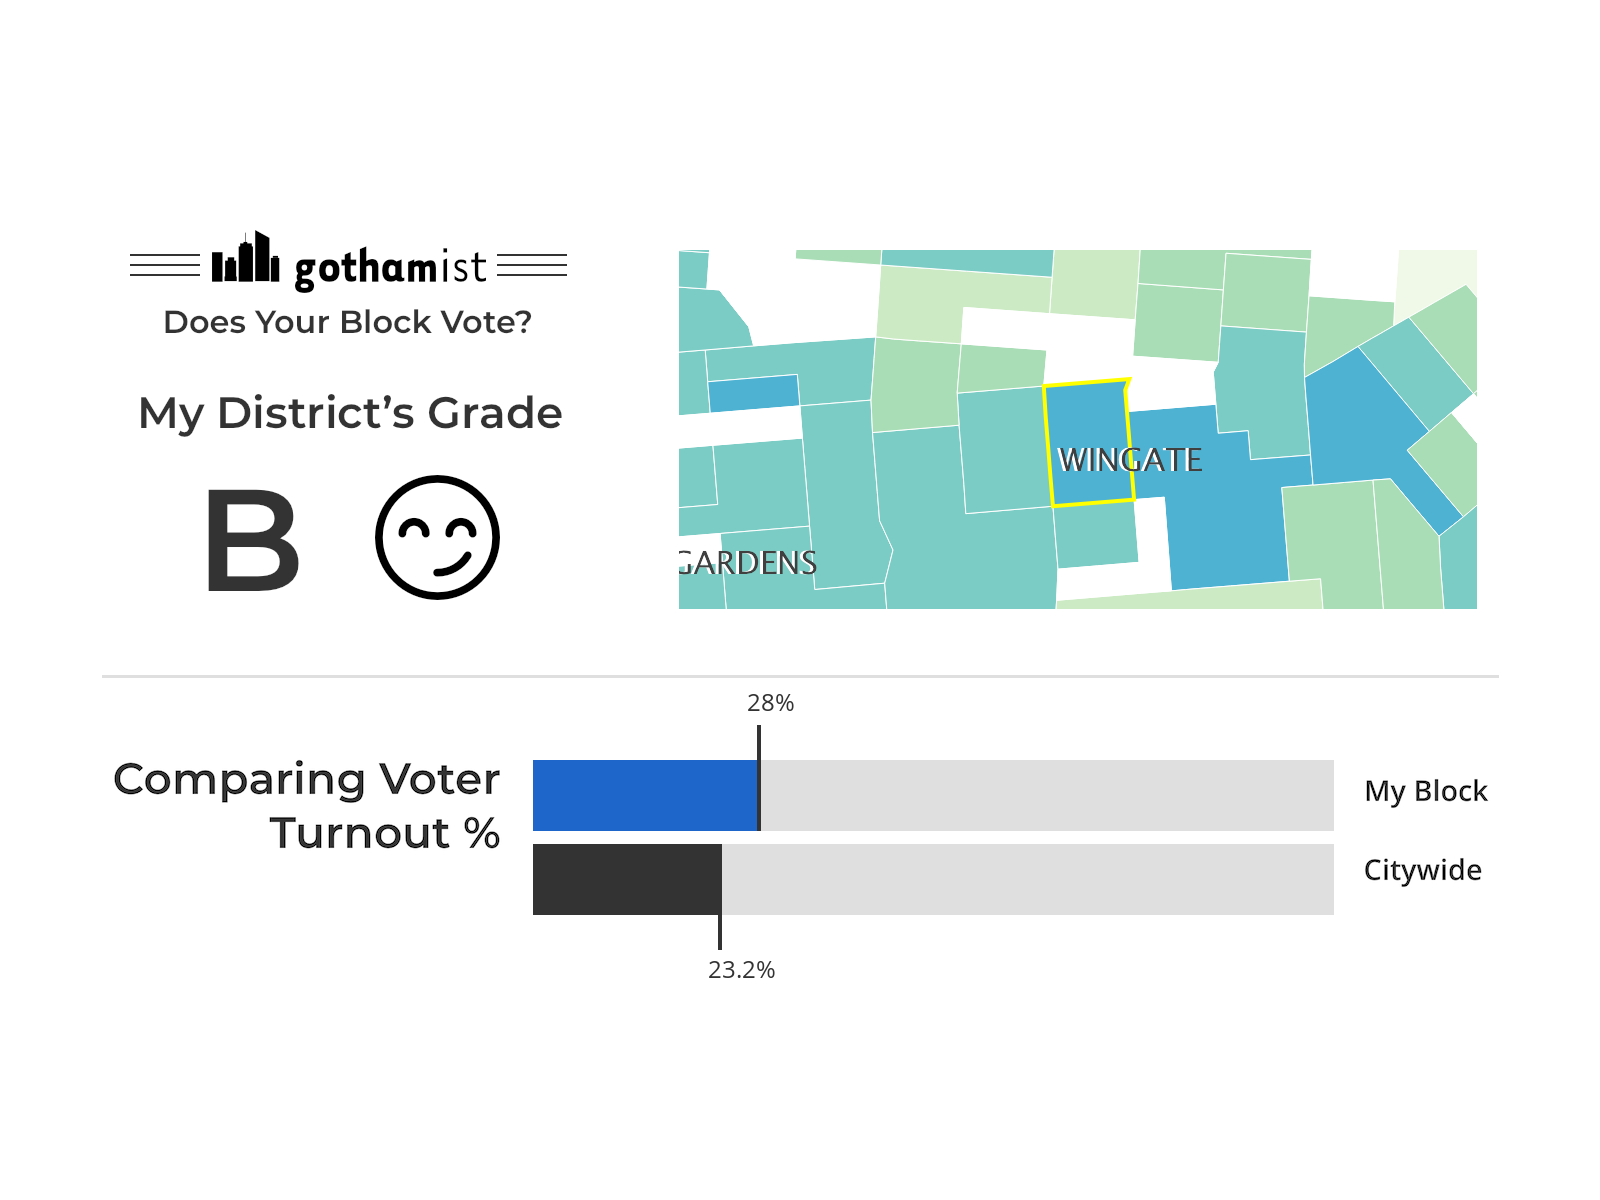 gothamist
Does Your Block Vote?
My District’s Grade
B
WINGATE
GARDENS
28%
Comparing Voter
Turnout %
My Block
Citywide
23.2%